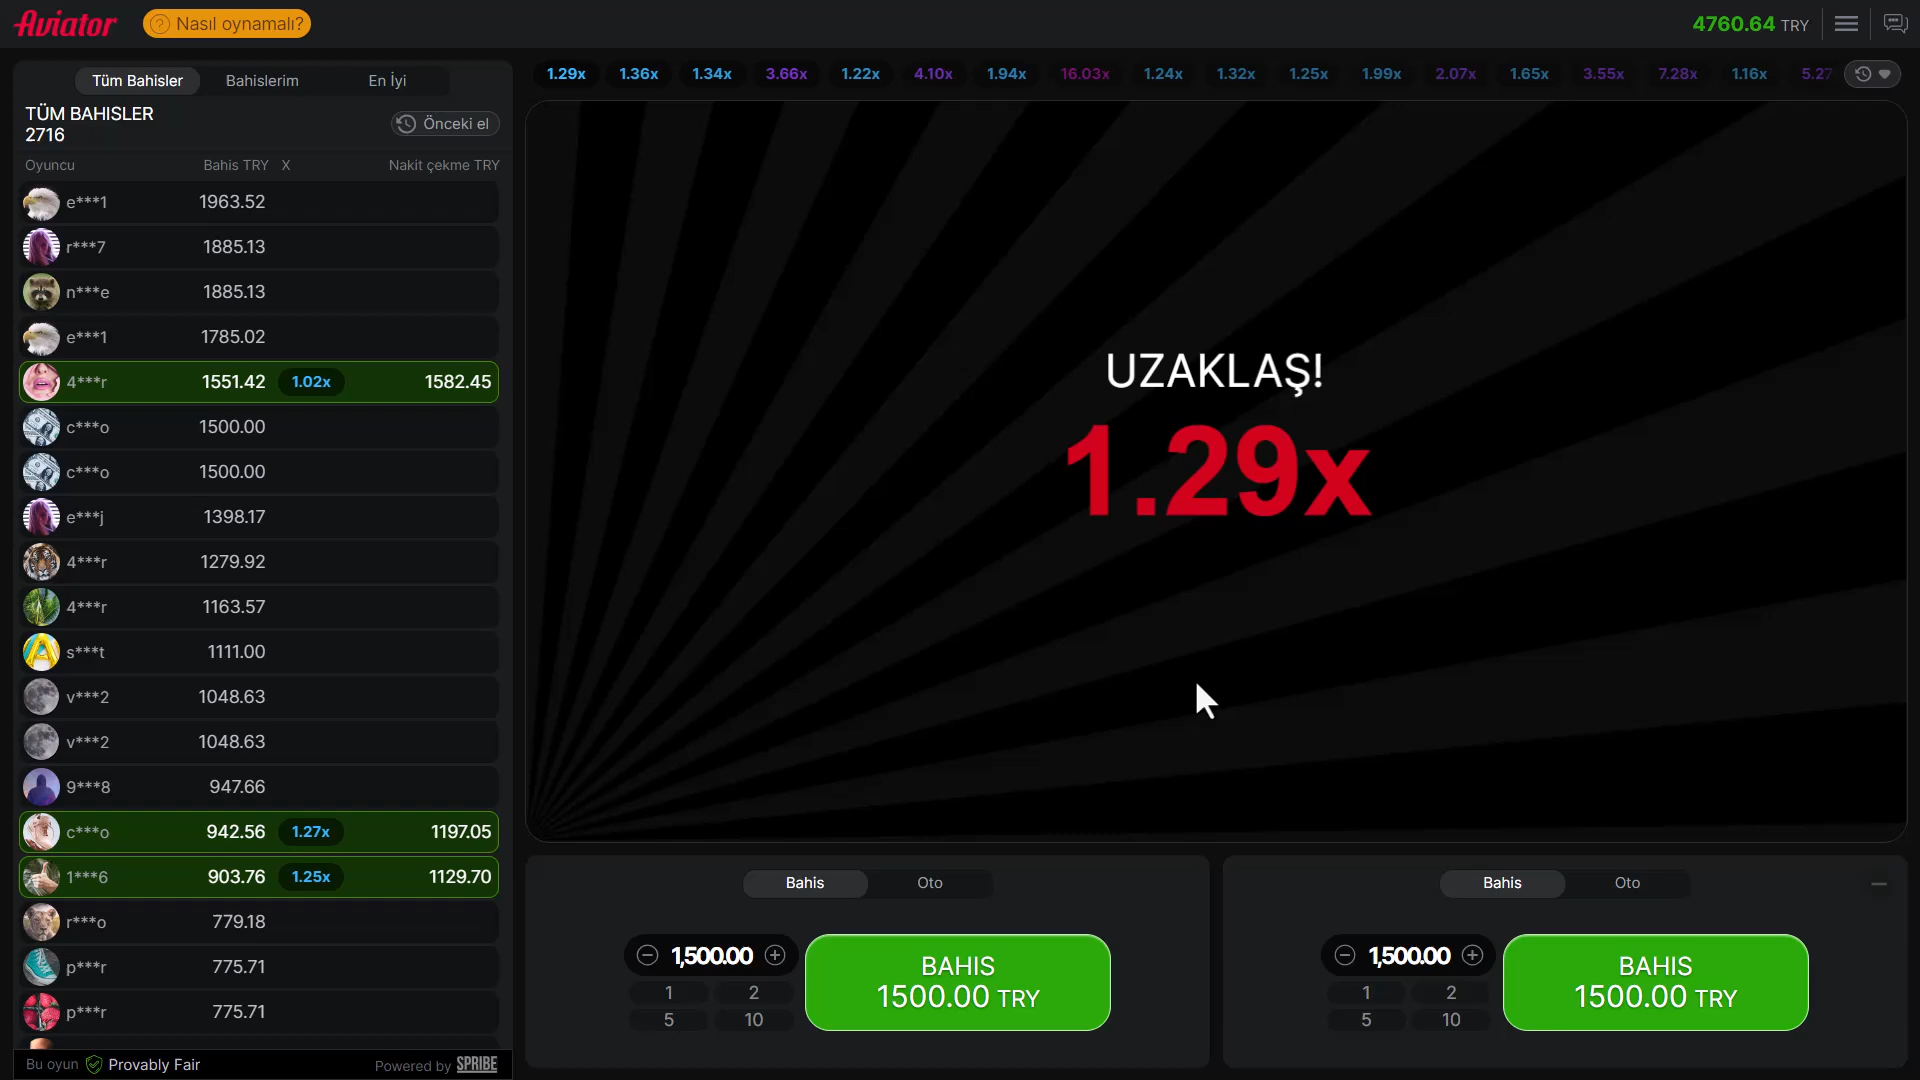 Aviator
? Nasıl oynamalı?
4760.64 TRY
Tüm Bahisler Bahislerim En İyi
1.29x 1.36x 1.34x 3.66x 1.22x 4.10x 1.94x 16.03x 1.24x 1.32x 1.25x 1.99x 2.07x 1.65x 3.55x 7.28x 1.16x 5.27
TÜM BAHISLER
2716
Önceki el
Oyuncu Bahis TRY X Nakit çekme TRY
e***1 1963.52
r***7 1885.13
n***e 1885.13
e***1 1785.02
4***r 1551.42 1.02x 1582.45
c***o 1500.00
c***o 1500.00
e***j 1398.17
4***r 1279.92
4***r 1163.57
s***t 1111.00
v***2 1048.63
v***2 1048.63
9***8 947.66
c***o 942.56 1.27x 1197.05
1***6 903.76 1.25x 1129.70
r***o 779.18
p***r 775.71
p***r 775.71
Bu oyun Provably Fair Powered by SPRIBE
UZAKLAŞ!
1.29x
Bahis Oto
1,500.00
1 2
5 10
BAHIS
1500.00 TRY
Bahis Oto
1,500.00
1 2
5 10
BAHIS
1500.00 TRY